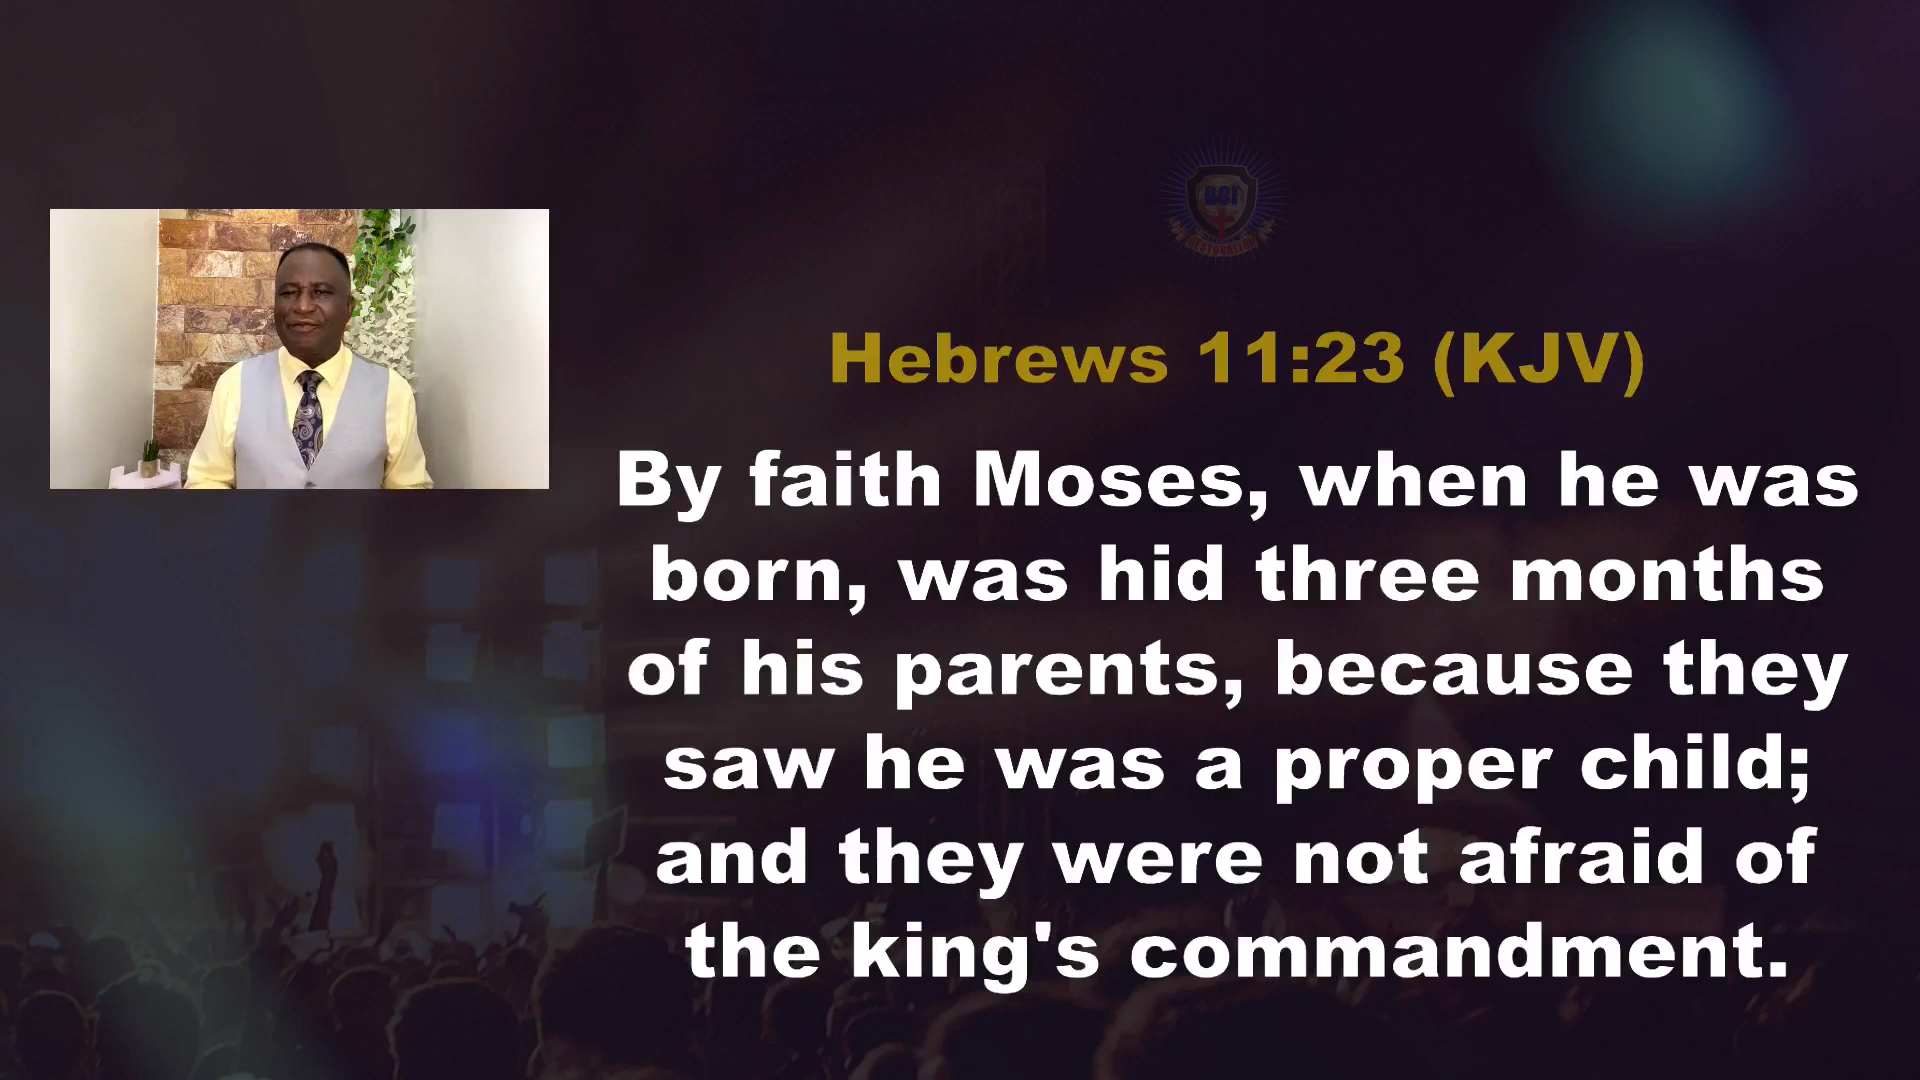 Hebrews 11:23 (KJV)
By faith Moses, when he was
born, was hid three months
of his parents, because they
saw he was a proper child;
and they were not afraid of
the king's commandment.
RESTORATION